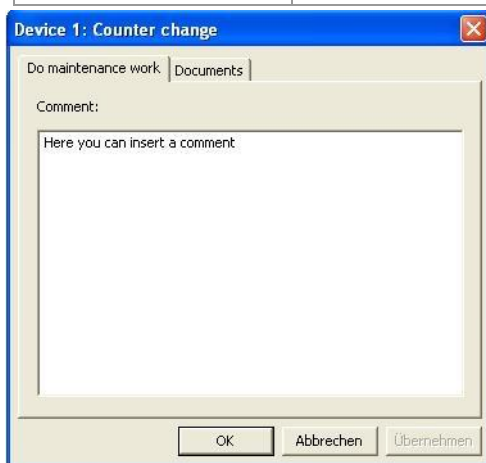 Device 1: Counter change
Do maintenance work Documents
Comment:
Here you can insert a comment
OK Abbrechen Übernehmen